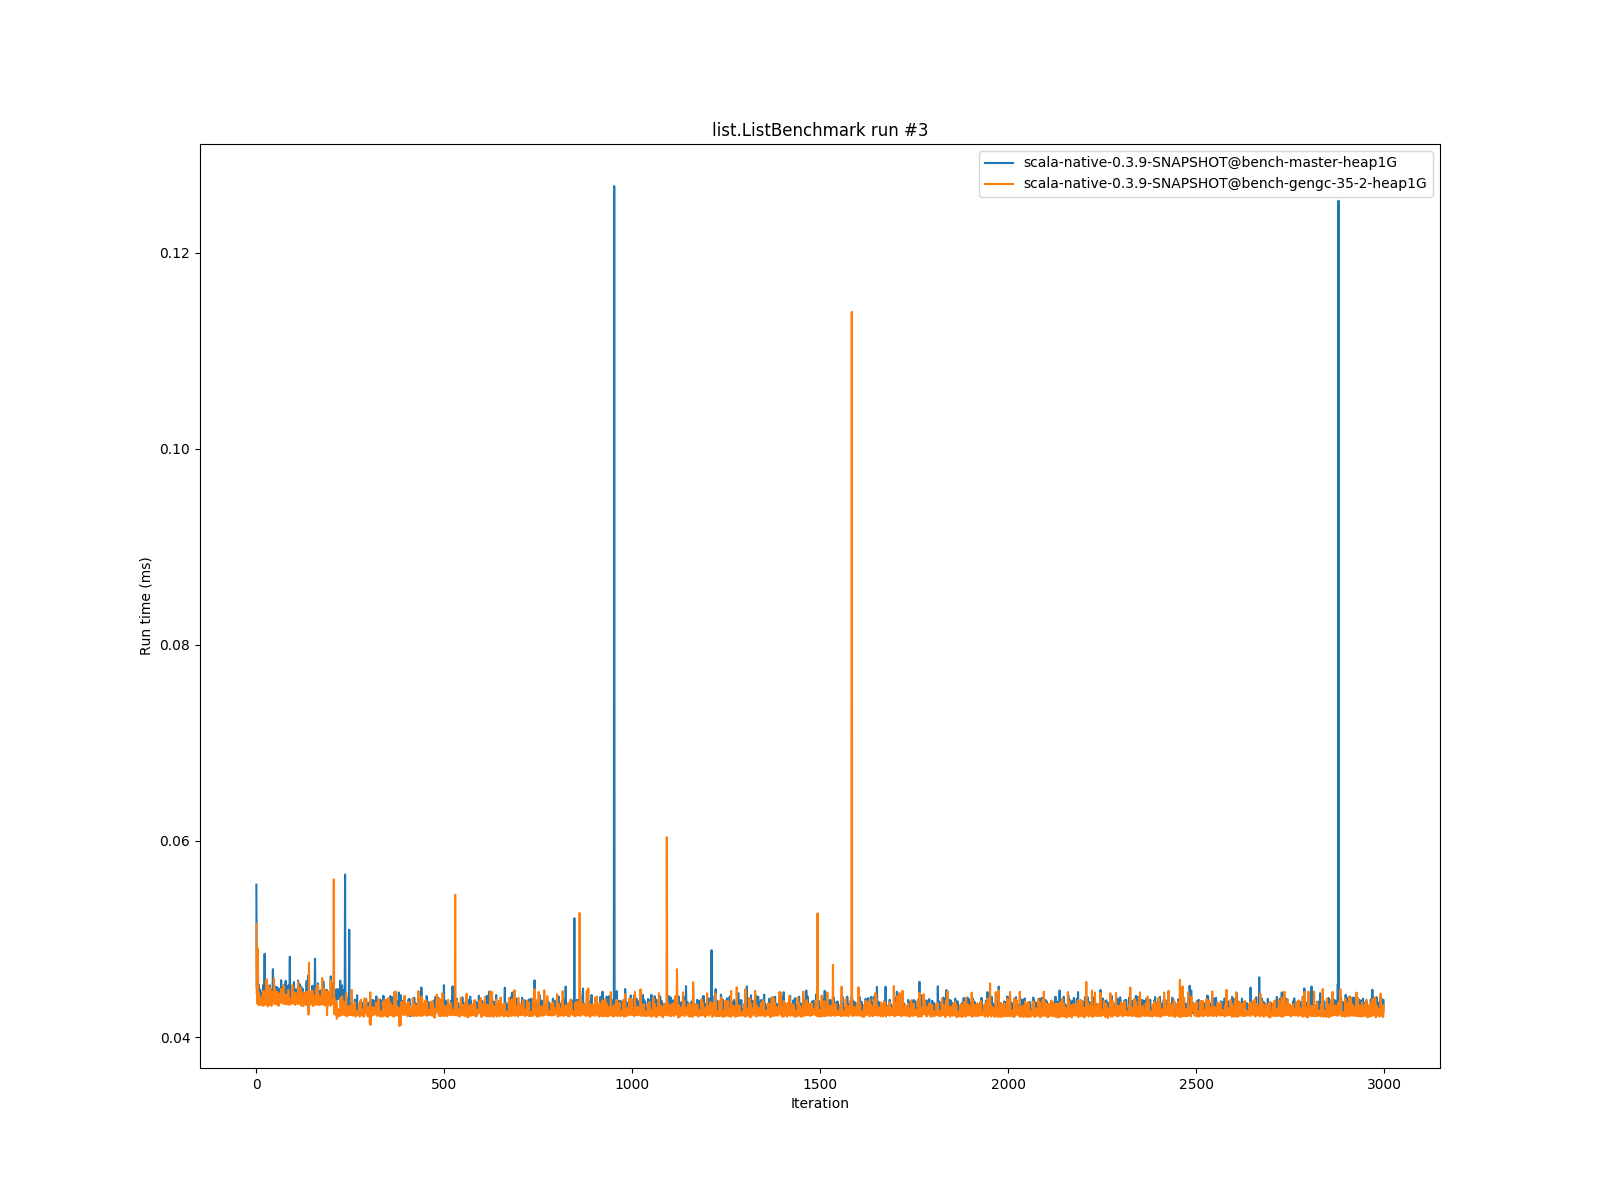 list.ListBenchmark run #3
scala-native-0.3.9-SNAPSHOT@bench-master-heap1G
scala-native-0.3.9-SNAPSHOT@bench-gengc-35-2-heap1G
0.12
0.10
0.08
0.06
0.04
Run time (ms)
0 500 1000 1500 2000 2500 3000
Iteration